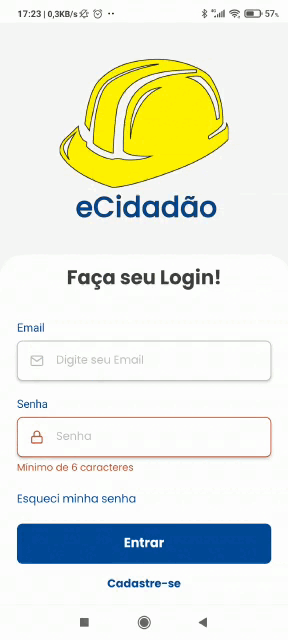 17:23 | 0,3KB/s
57%
eCidadão
Faça seu Login!
Email
Digite seu Email
Senha
Senha
Mínimo de 6 caracteres
Esqueci minha senha
Entrar
Cadastre-se